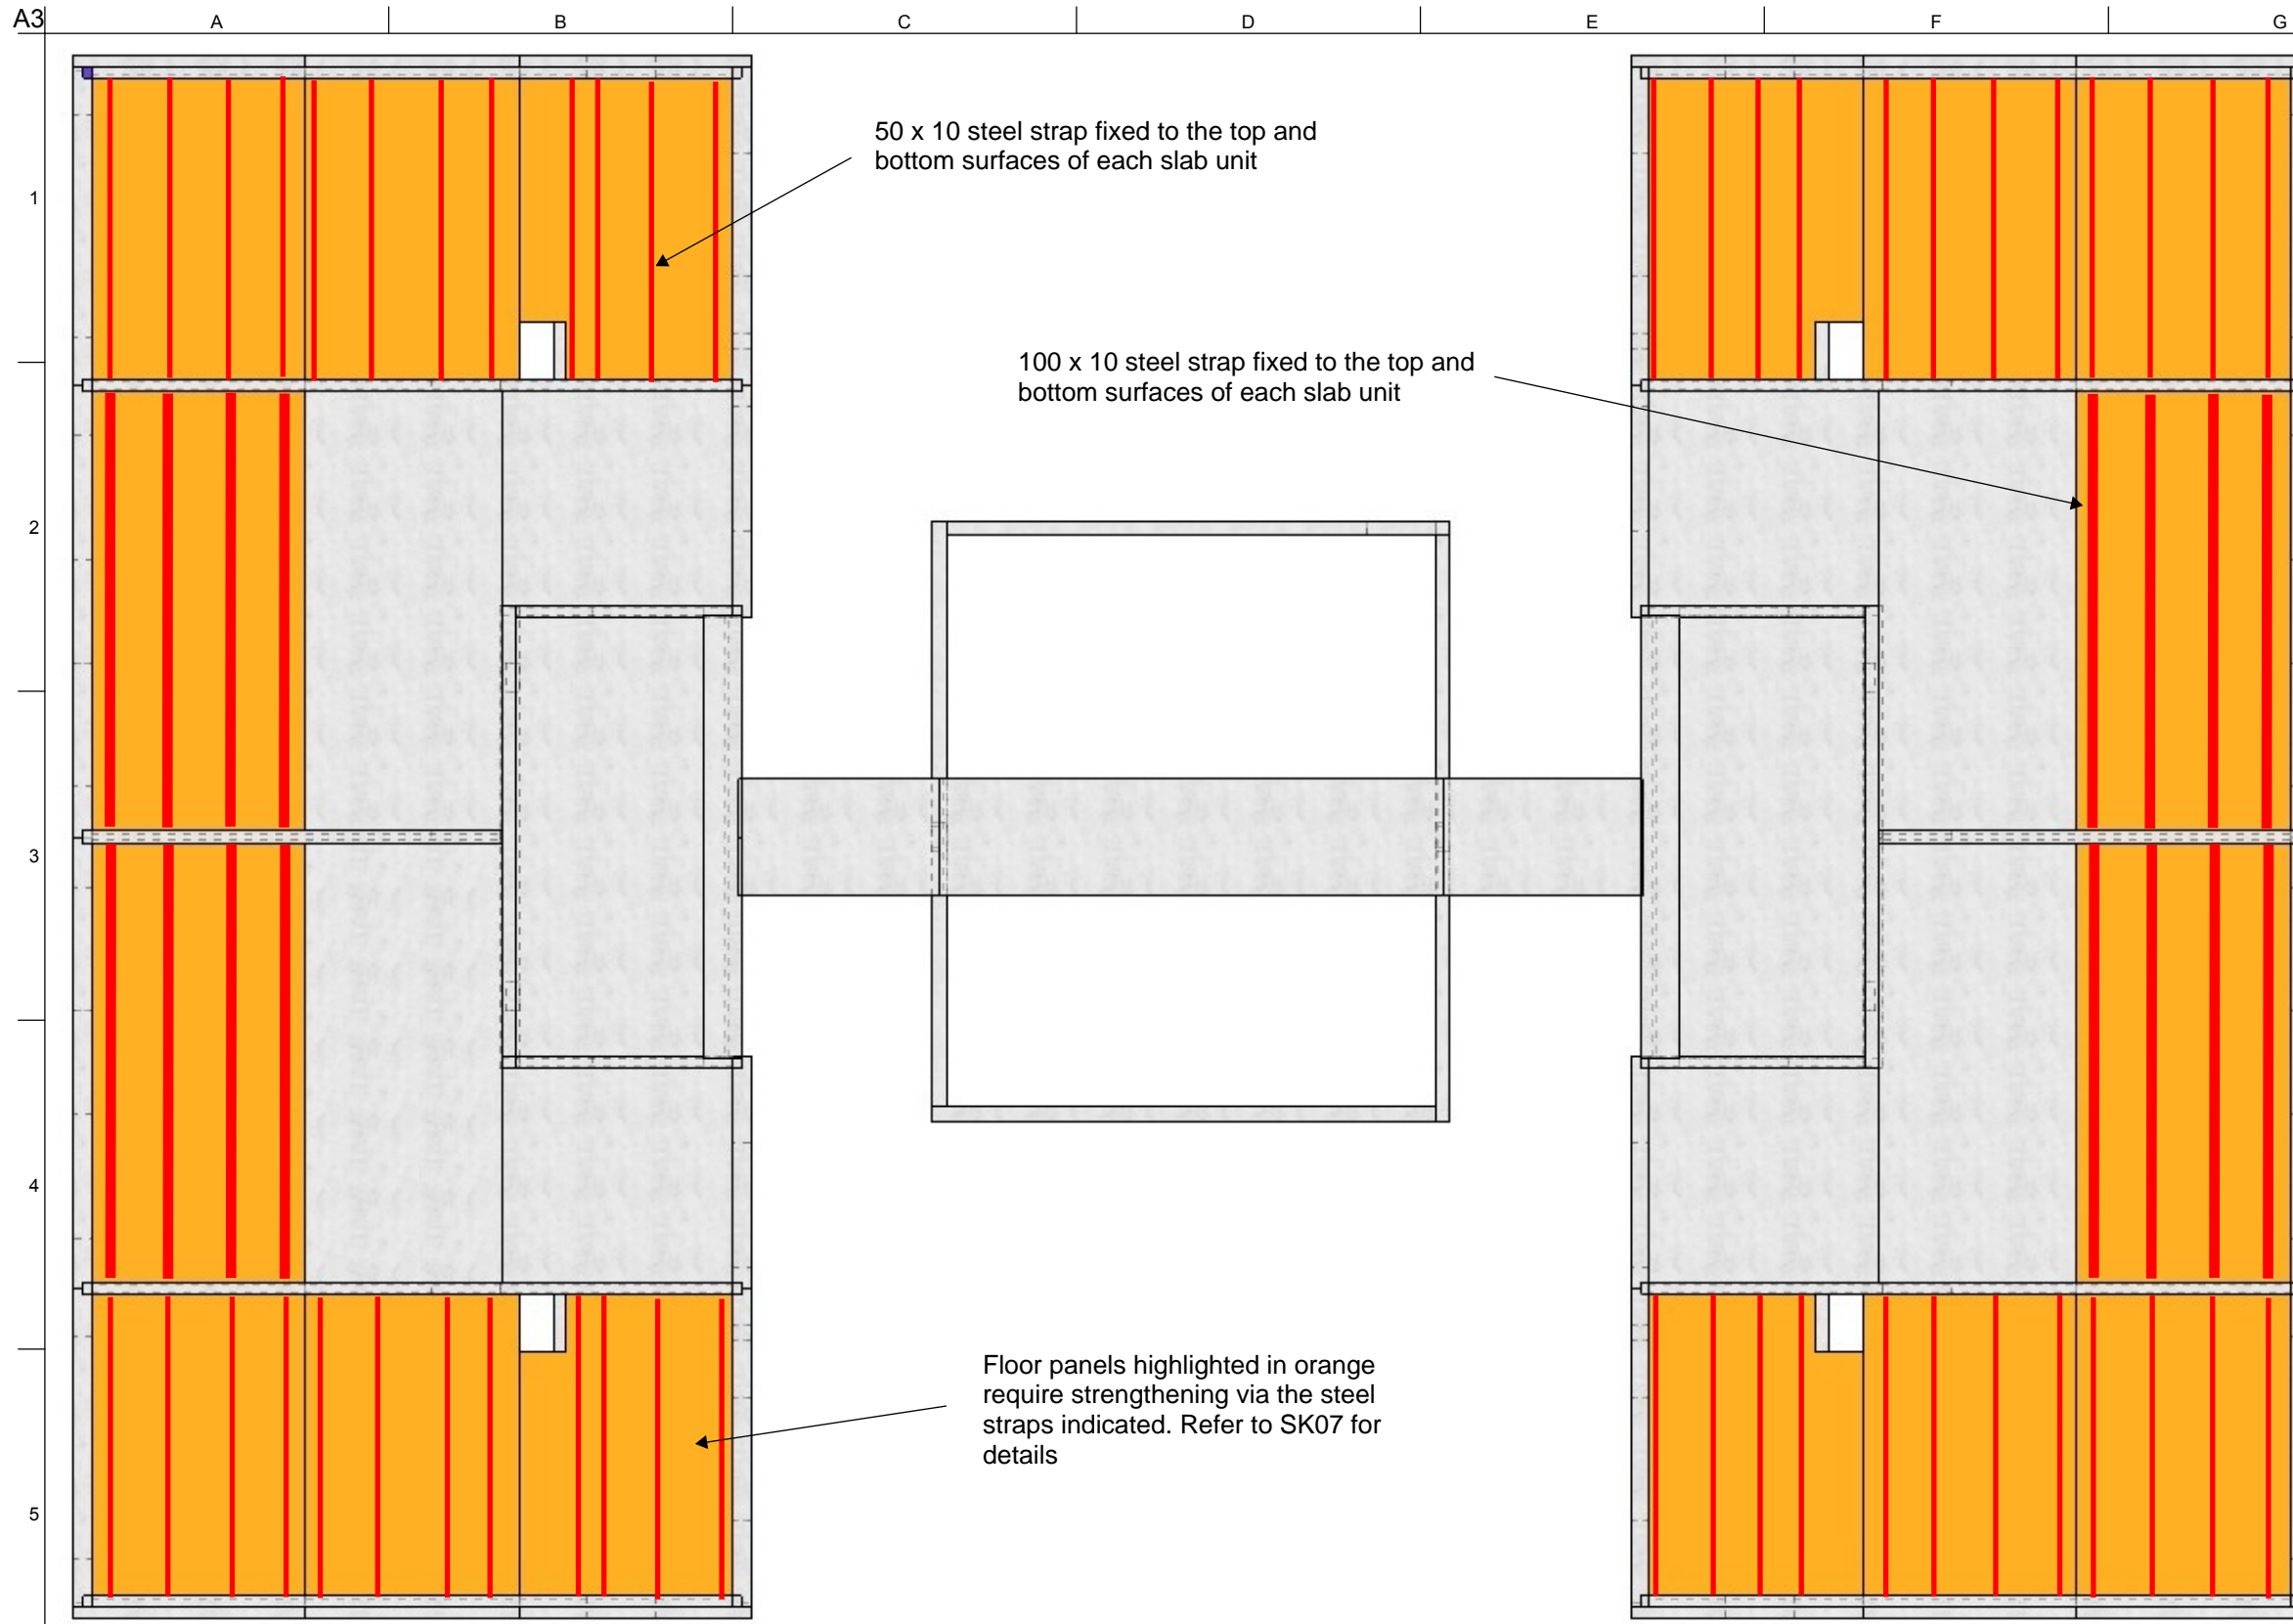 A3
A
B
C
D
E
F
G
1
2
3
4
5
50 x 10 steel strap fixed to the top and
bottom surfaces of each slab unit
100 x 10 steel strap fixed to the top and
bottom surfaces of each slab unit
Floor panels highlighted in orange
require strengthening via the steel
straps indicated. Refer to SK07 for
details